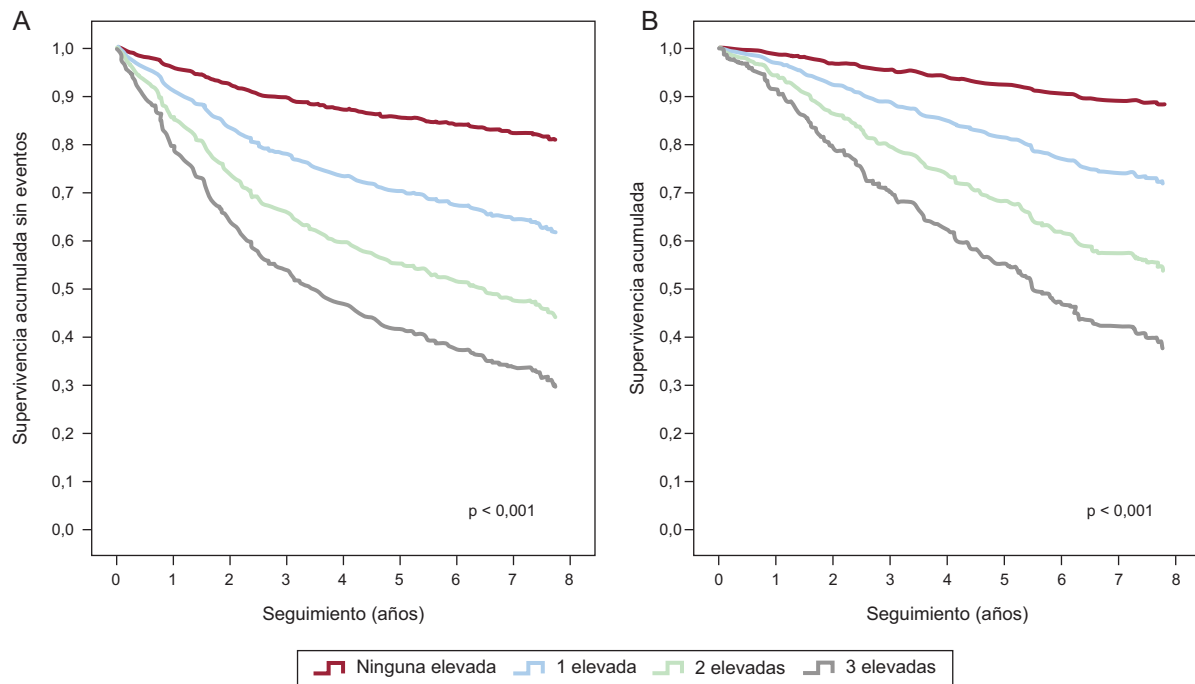 A
Supervivencia acumulada sin eventos
1,0
0,9
0,8
0,7
0,6
0,5
0,4
0,3
0,2
0,1
0,0
p < 0,001
0 1 2 3 4 5 6 7 8
Seguimiento (años)
B
Supervivencia acumulada
1,0
0,9
0,8
0,7
0,6
0,5
0,4
0,3
0,2
0,1
0,0
p < 0,001
0 1 2 3 4 5 6 7 8
Seguimiento (años)
Ninguna elevada 1 elevada 2 elevadas 3 elevadas